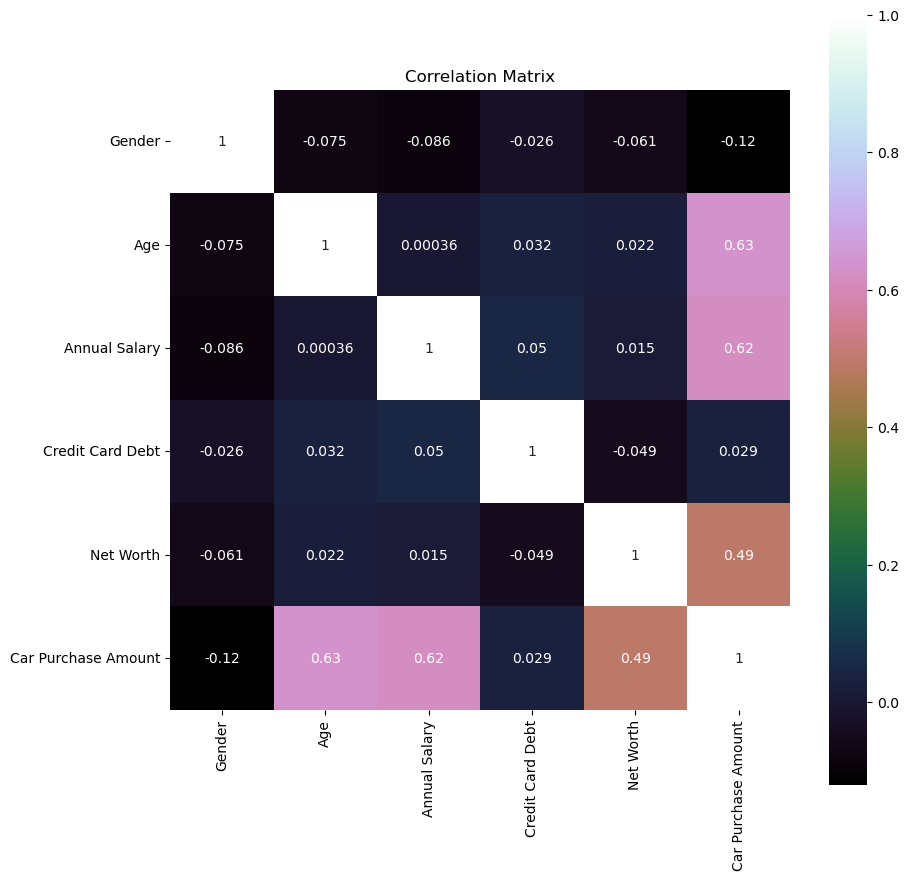 Correlation Matrix
Gender 1 -0.075 -0.086 -0.026 -0.061 -0.12
Age -0.075 1 0.00036 0.032 0.022 0.63
Annual Salary -0.086 0.00036 1 0.05 0.015 0.62
Credit Card Debt -0.026 0.032 0.05 1 -0.049 0.029
Net Worth -0.061 0.022 0.015 -0.049 1 0.49
Car Purchase Amount -0.12 0.63 0.62 0.029 0.49 1
Gender
Age
Annual Salary
Credit Card Debt
Net Worth
Car Purchase Amount
1.0
0.8
0.6
0.4
0.2
0.0